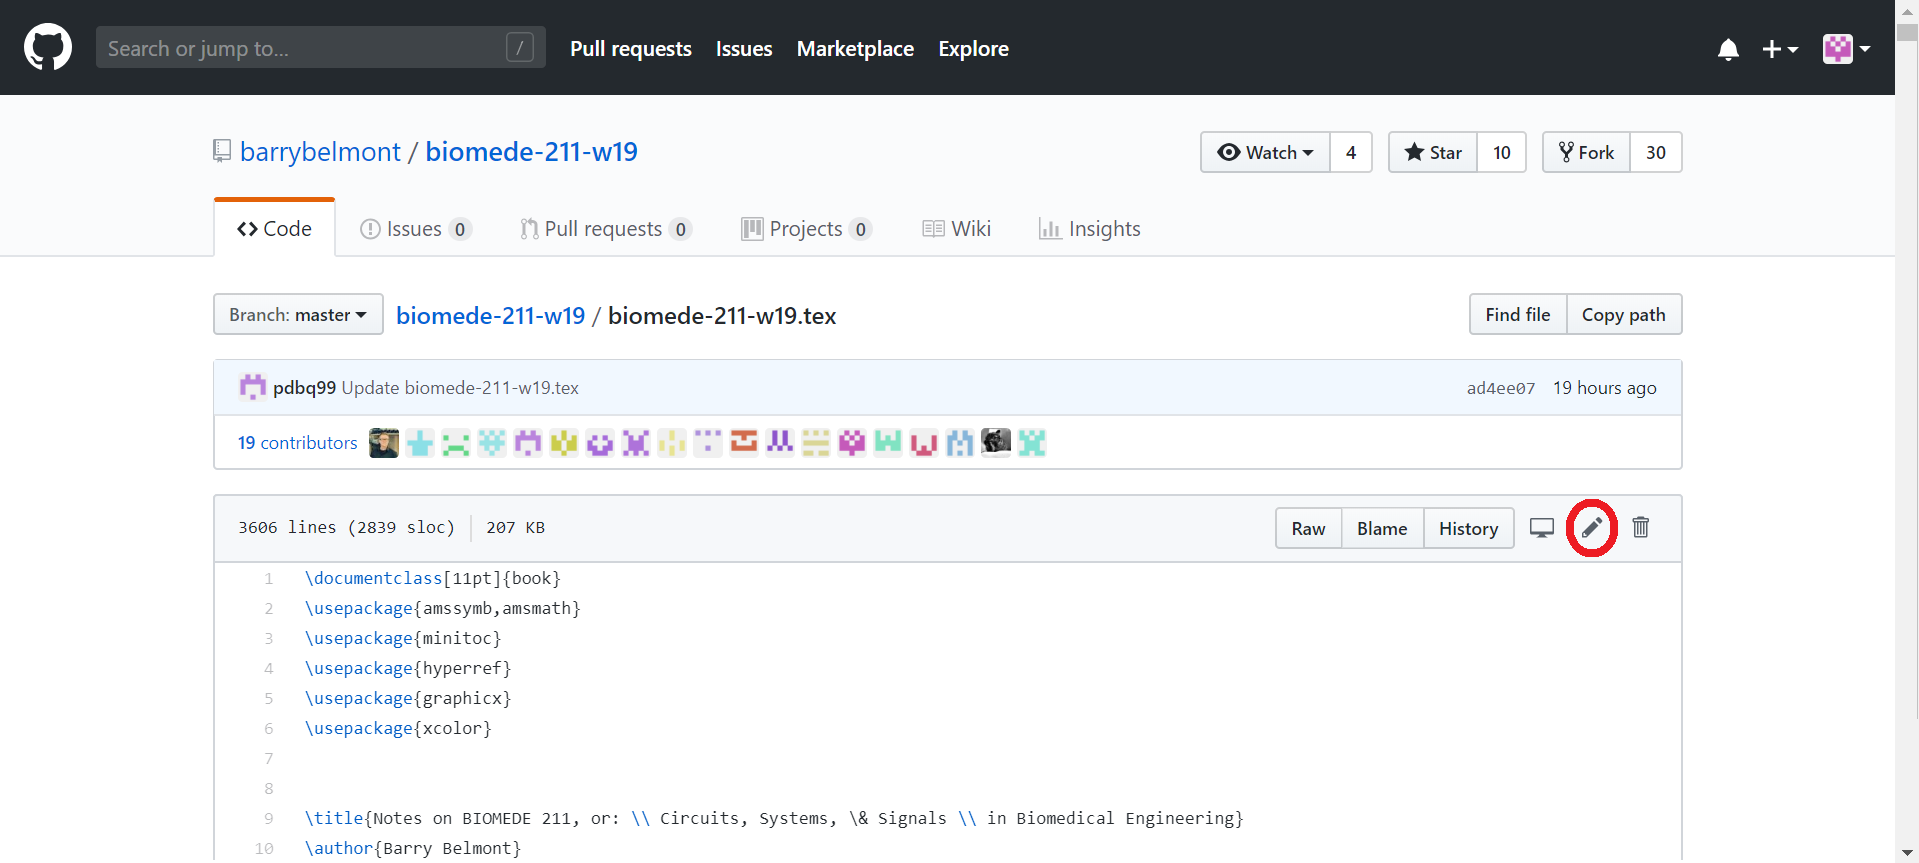 Search or jump to... /
Pull requests Issues Marketplace Explore
barrybelmont / biomede-211-w19
Watch 4 Star 10 Fork 30
Code Issues 0 Pull requests 0 Projects 0 Wiki Insights
Branch: master biomede-211-w19 / biomede-211-w19.tex Find file Copy path
pdbq99 Update biomede-211-w19.tex ad4ee07 19 hours ago
19 contributors
3606 lines (2839 sloc) 207 KB Raw Blame History
1 \documentclass[11pt]{book}
2 \usepackage{amssymb,amsmath}
3 \usepackage{minitoc}
4 \usepackage{hyperref}
5 \usepackage{graphicx}
6 \usepackage{xcolor}
7
8
9 \title{Notes on BIOMEDE 211, or: \\ Circuits, Systems, \& Signals \\ in Biomedical Engineering}
10 \author{Barry Belmont}